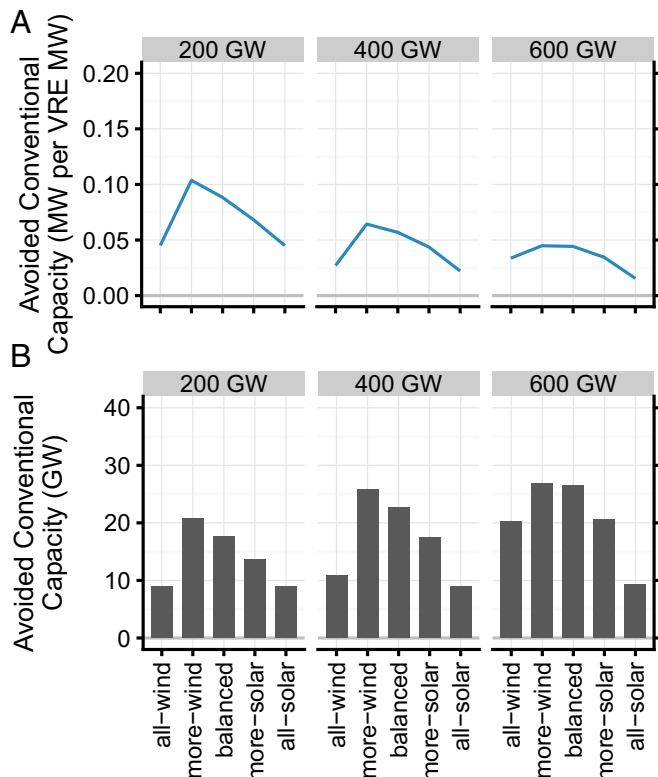 A
200 GW 400 GW 600 GW
Avoided Conventional
Capacity (MW per VRE MW)
0.20
0.15
0.10
0.05
0.00
B
200 GW 400 GW 600 GW
Avoided Conventional
Capacity (GW)
40
30
20
10
0
all−wind more−wind balanced more−solar all−solar all−wind more−wind balanced more−solar all−solar all−wind more−wind balanced more−solar all−solar